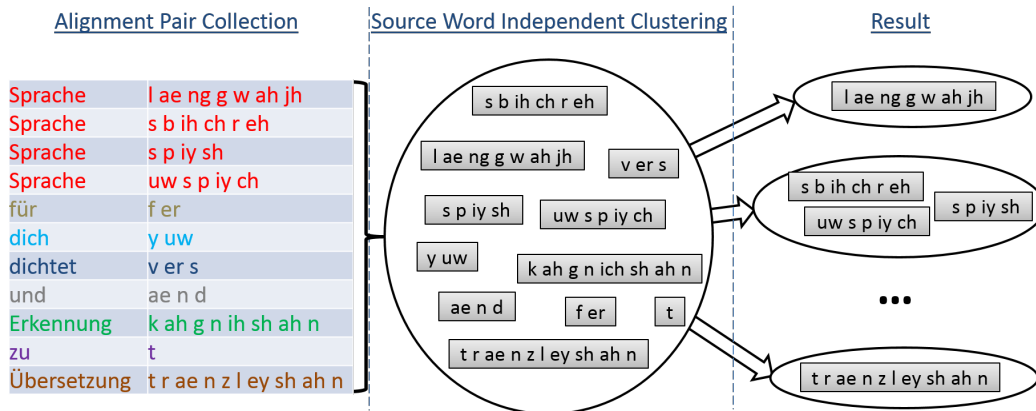 Alignment Pair Collection
Source Word Independent Clustering
Result
Sprache l ae ng g w ah jh
Sprache s b ih ch r eh
Sprache s p iy sh
Sprache uw s p iy ch
für f er
dich y uw
dichtet v er s
und ae n d
Erkennung k ah g n ih sh ah n
zu t
Übersetzung t r ae n z l ey sh ah n
s b ih ch r eh
l ae ng g w ah jh
v er s
s p iy sh
uw s p iy ch
y uw
k ah g n ich sh ah n
ae n d
f er
t
t r ae n z l ey sh ah n
l ae ng g w ah jh
s b ih ch r eh
s p iy sh
uw s p iy ch
...
t r ae n z l ey sh ah n